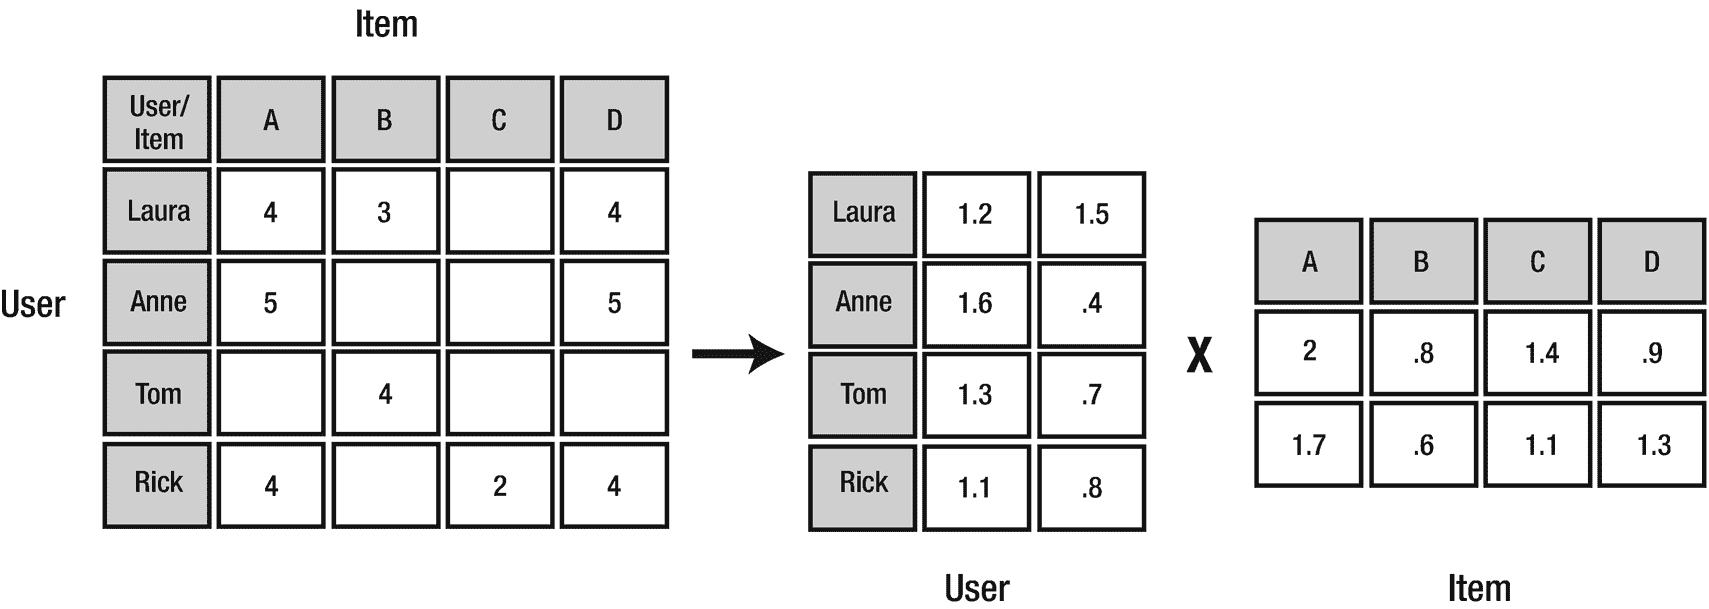 Item
User/
Item
A B C D
Laura 4 3 4
Anne 5 5
Tom 4
Rick 4 2 4
User
Laura 1.2 1.5
Anne 1.6 .4
Tom 1.3 .7
Rick 1.1 .8
User
X
A B C D
2 .8 1.4 .9
1.7 .6 1.1 1.3
Item